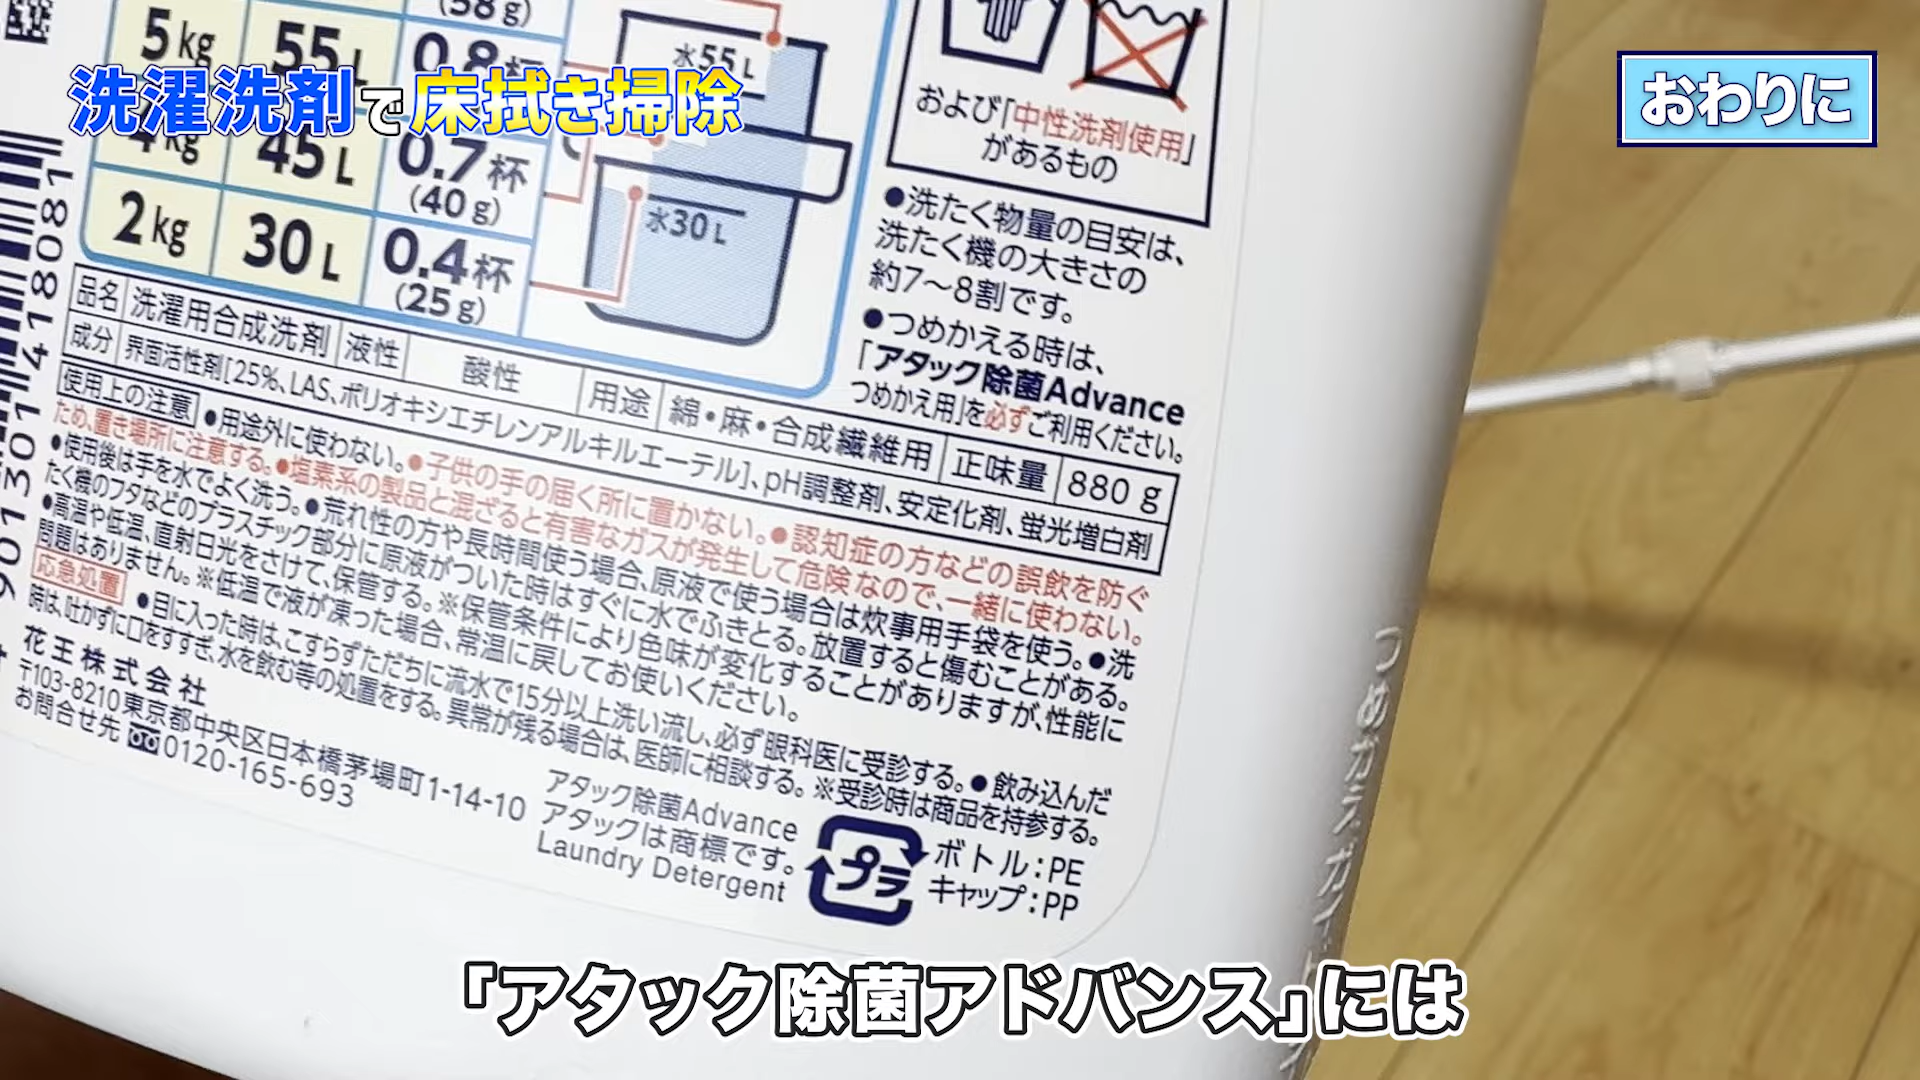 洗濯洗剤で床拭き掃除
おわりに
(58g)
5kg 55L 0.8杯
4kg 45L 0.7杯
(40g)
2kg 30L 0.4杯
(25g)
水55L
水30L
および「中性洗剤使用」
があるもの
●洗たく物量の目安は、
洗たく機の大きさの
約7～8割です。
●つめかえる時は、
「アタック除菌Advance
つめかえ用」を必ずご利用ください。
品名 洗濯用合成洗剤 液性 酸性 用途 綿・麻・合成繊維用 正味量 880g
成分 界面活性剤[25%、LAS、ポリオキシエチレンアルキルエーテル]、pH調整剤、安定化剤、蛍光増白剤
使用上の注意 ●用途外に使わない。●子供の手の届く所に置かない。●認知症の方などの誤飲を防ぐ
ため、置き場所に注意する。●塩素系の製品と混ざると有害なガスが発生して危険なので、一緒に使わない。
●使用後は手を水でよく洗う。●荒れ性の方や長時間使う場合、原液で使う場合は炊事用手袋を使う。●洗
たく機のフタなどのプラスチック部分に原液がついた時はすぐに水でふきとる。放置すると傷むことがある。
●高温や低温、直射日光をさけて、保管する。※保管条件により色味が変化することがありますが、性能に
問題はありません。※低温で液が凍った場合、常温に戻してお使いください。
応急処置 ●目に入った時は、こすらずただちに流水で15分以上洗い流し、必ず眼科医に受診する。●飲み込んだ
時は、吐かずに口をすすぎ、水を飲む等の処置をする。異常が残る場合は、医師に相談する。※受診時は商品を持参する。
花王株式会社
〒103-8210東京都中央区日本橋茅場町1-14-10
お問合せ先 0120-165-693
アタック除菌Advance
アタックは商標です。
Laundry Detergent
プラ
ボトル:PE
キャップ:PP
901301418081
「アタック除菌アドバンス」には